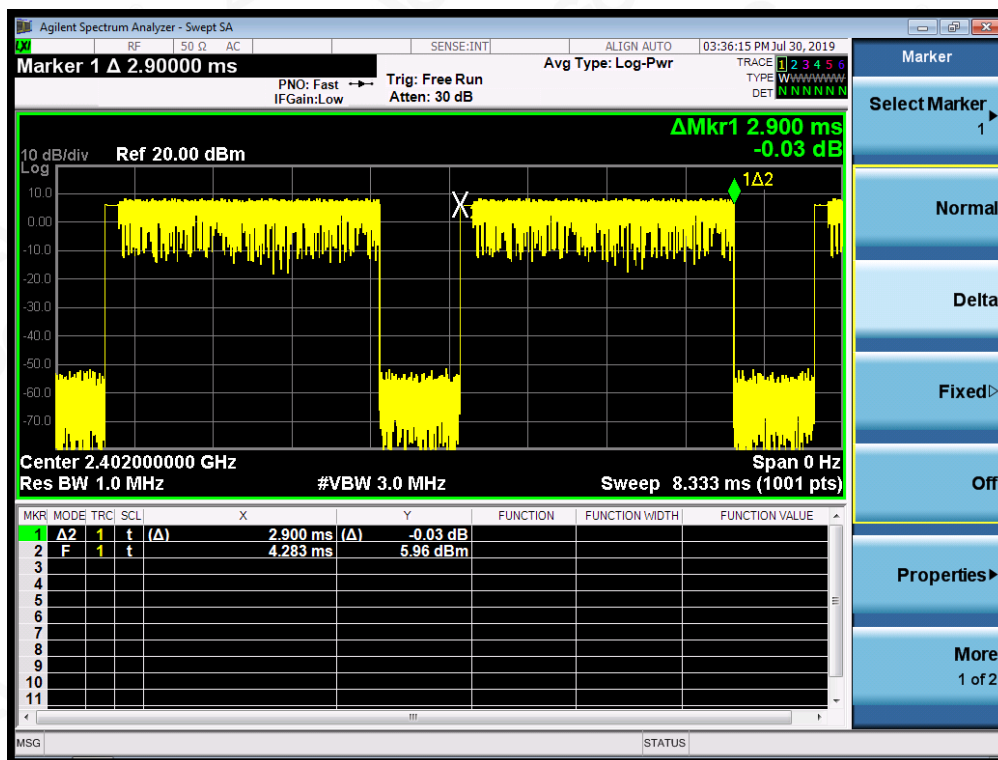 Agilent Spectrum Analyzer - Swept SA
LXI RF 50 Ω AC SENSE:INT ALIGN AUTO 03:36:15 PM Jul 30, 2019
Marker 1 Δ 2.90000 ms
PNO: Fast
IFGain:Low
Trig: Free Run
Atten: 30 dB
Avg Type: Log-Pwr
TRACE 1 2 3 4 5 6
TYPE WWWWWWW
DET N N N N N N
ΔMkr1 2.900 ms
-0.03 dB
10 dB/div Ref 20.00 dBm
Log
1Δ2
10.0
0.00
-10.0
-20.0
-30.0
-40.0
-50.0
-60.0
-70.0
Center 2.402000000 GHz Span 0 Hz
Res BW 1.0 MHz #VBW 3.0 MHz Sweep 8.333 ms (1001 pts)
MKR MODE TRC SCL X Y FUNCTION FUNCTION WIDTH FUNCTION VALUE
1 Δ2 1 t (Δ) 2.900 ms (Δ) -0.03 dB
2 F 1 t 4.283 ms 5.96 dBm
3
4
5
6
7
8
9
10
11
MSG STATUS
Marker
Select Marker
1
Normal
Delta
Fixed
Off
Properties
More
1 of 2